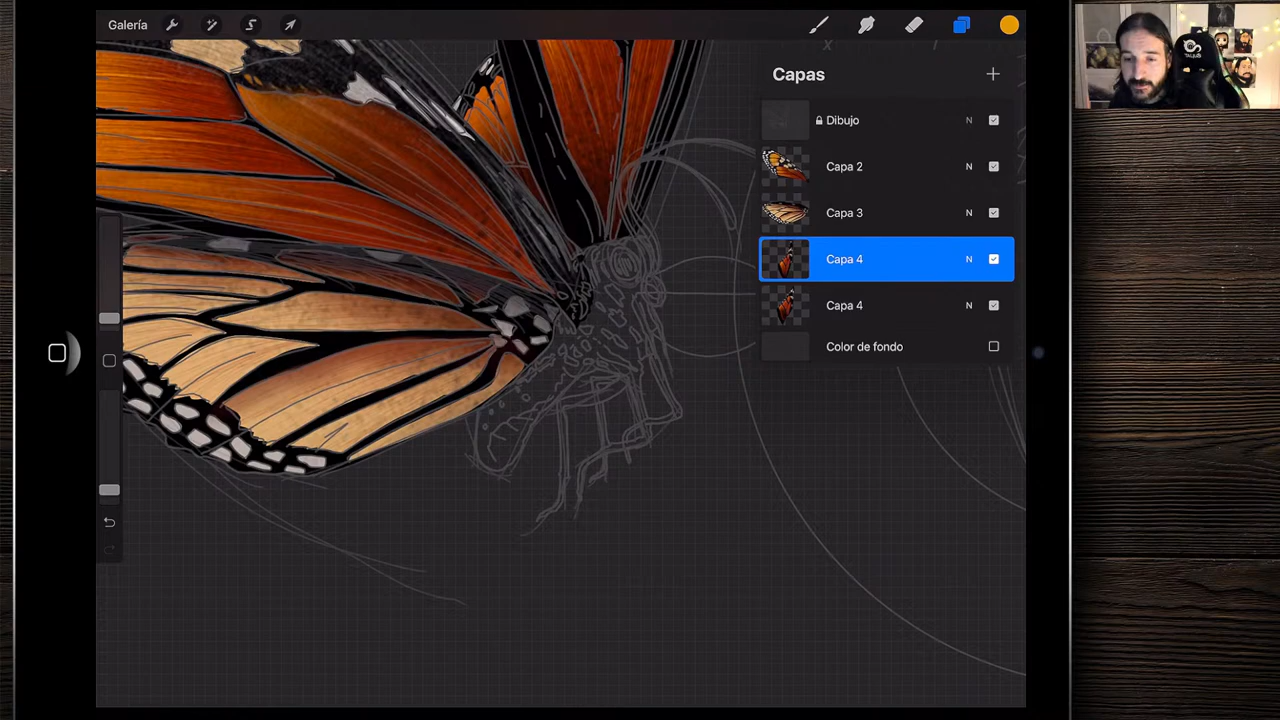 Galería
Capas
Dibujo N
Capa 2 N
Capa 3 N
Capa 4 N
Capa 4 N
Color de fondo